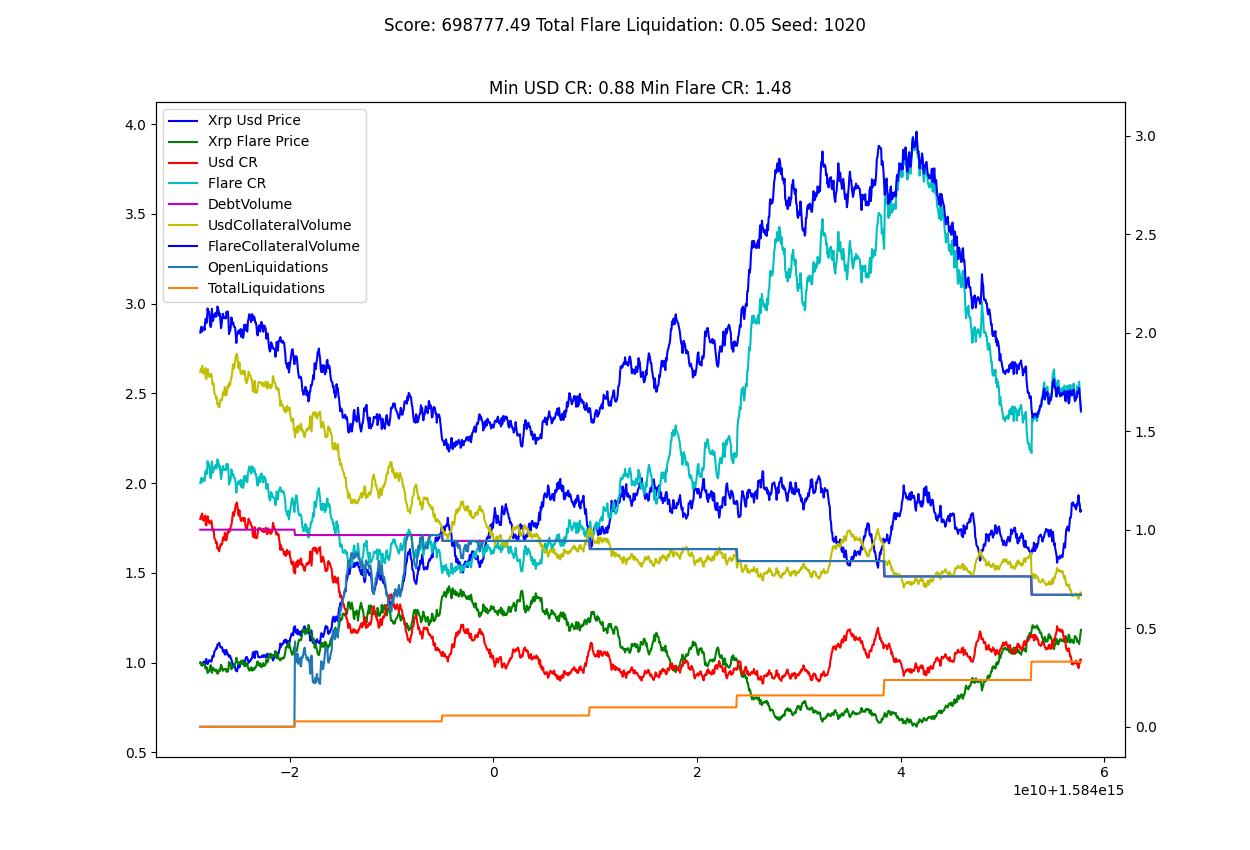 Score: 698777.49 Total Flare Liquidation: 0.05 Seed: 1020
Min USD CR: 0.88 Min Flare CR: 1.48
Xrp Usd Price
Xrp Flare Price
Usd CR
Flare CR
DebtVolume
UsdCollateralVolume
FlareCollateralVolume
OpenLiquidations
TotalLiquidations
4.0
3.5
3.0
2.5
2.0
1.5
1.0
0.5
3.0
2.5
2.0
1.5
1.0
0.5
0.0
−2 0 2 4 6
1e10+1.584e15